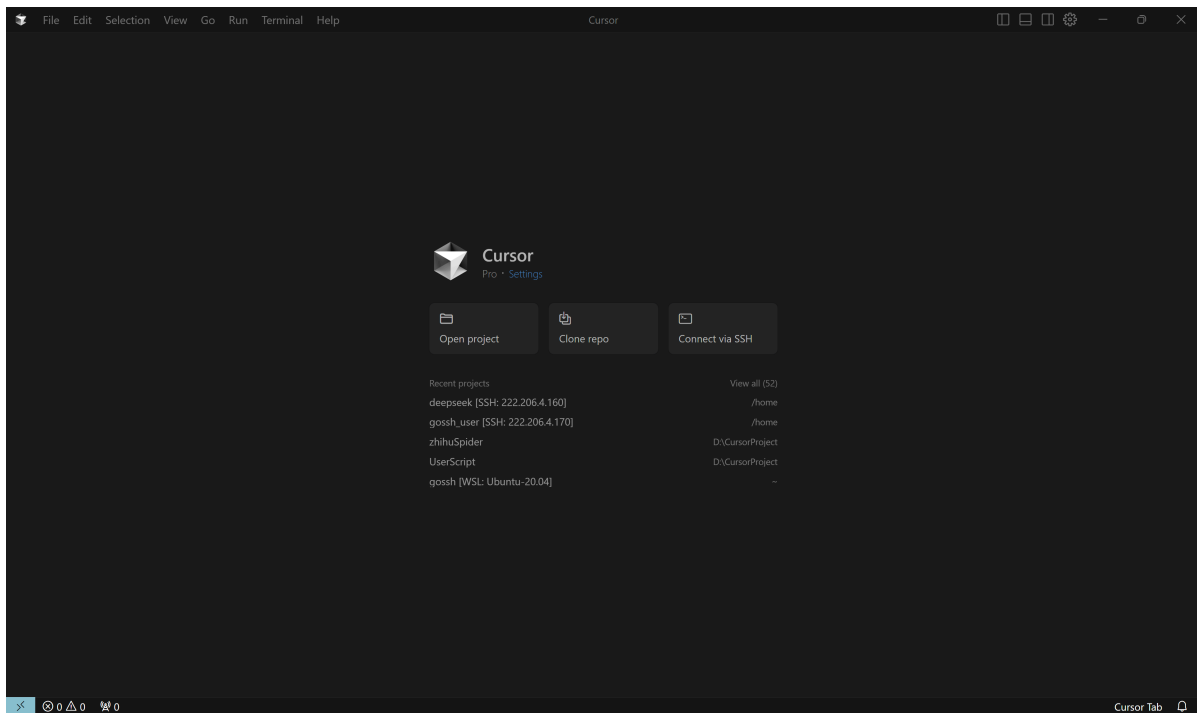 File Edit Selection View Go Run Terminal Help Cursor
Cursor
Pro · Settings
Open project Clone repo Connect via SSH
Recent projects View all (52)
deepseek [SSH: 222.206.4.160] /home
gossh_user [SSH: 222.206.4.170] /home
zhihuSpider D:\CursorProject
UserScript D:\CursorProject
gossh [WSL: Ubuntu-20.04] ~
0 0 0 Cursor Tab